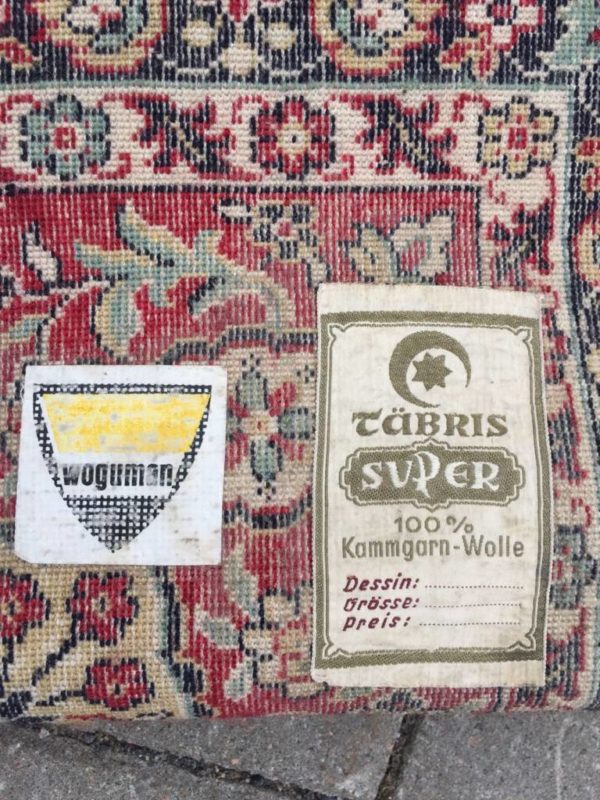 woguman
TÄBRIS
SUPER
100 %
Kammgarn-Wolle
Dessin:
Grösse:
Preis: